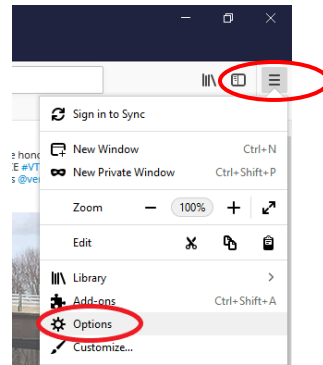 Sign in to Sync
New Window Ctrl+N
New Private Window Ctrl+Shift+P
Zoom 100%
Edit
Library
Add-ons Ctrl+Shift+A
Options
Customize...
#VT